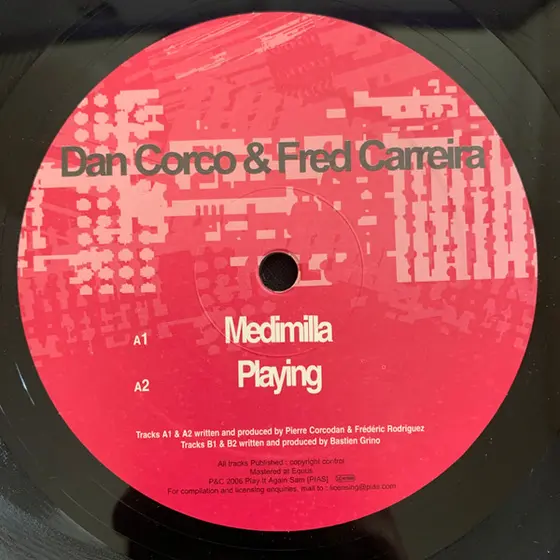 Dan Corco & Fred Carreira
A1 Medimilla
A2 Playing
Tracks A1 & A2 written and produced by Pierre Corcodan & Frédéric Rodriguez
Tracks B1 & B2 written and produced by Bastien Grino
All tracks Published : copyright control
Mastered at Equus
P&C 2006 Play It Again Sam [PIAS]
For compilation and licensing enquiries, mail to : licensing@pias.com